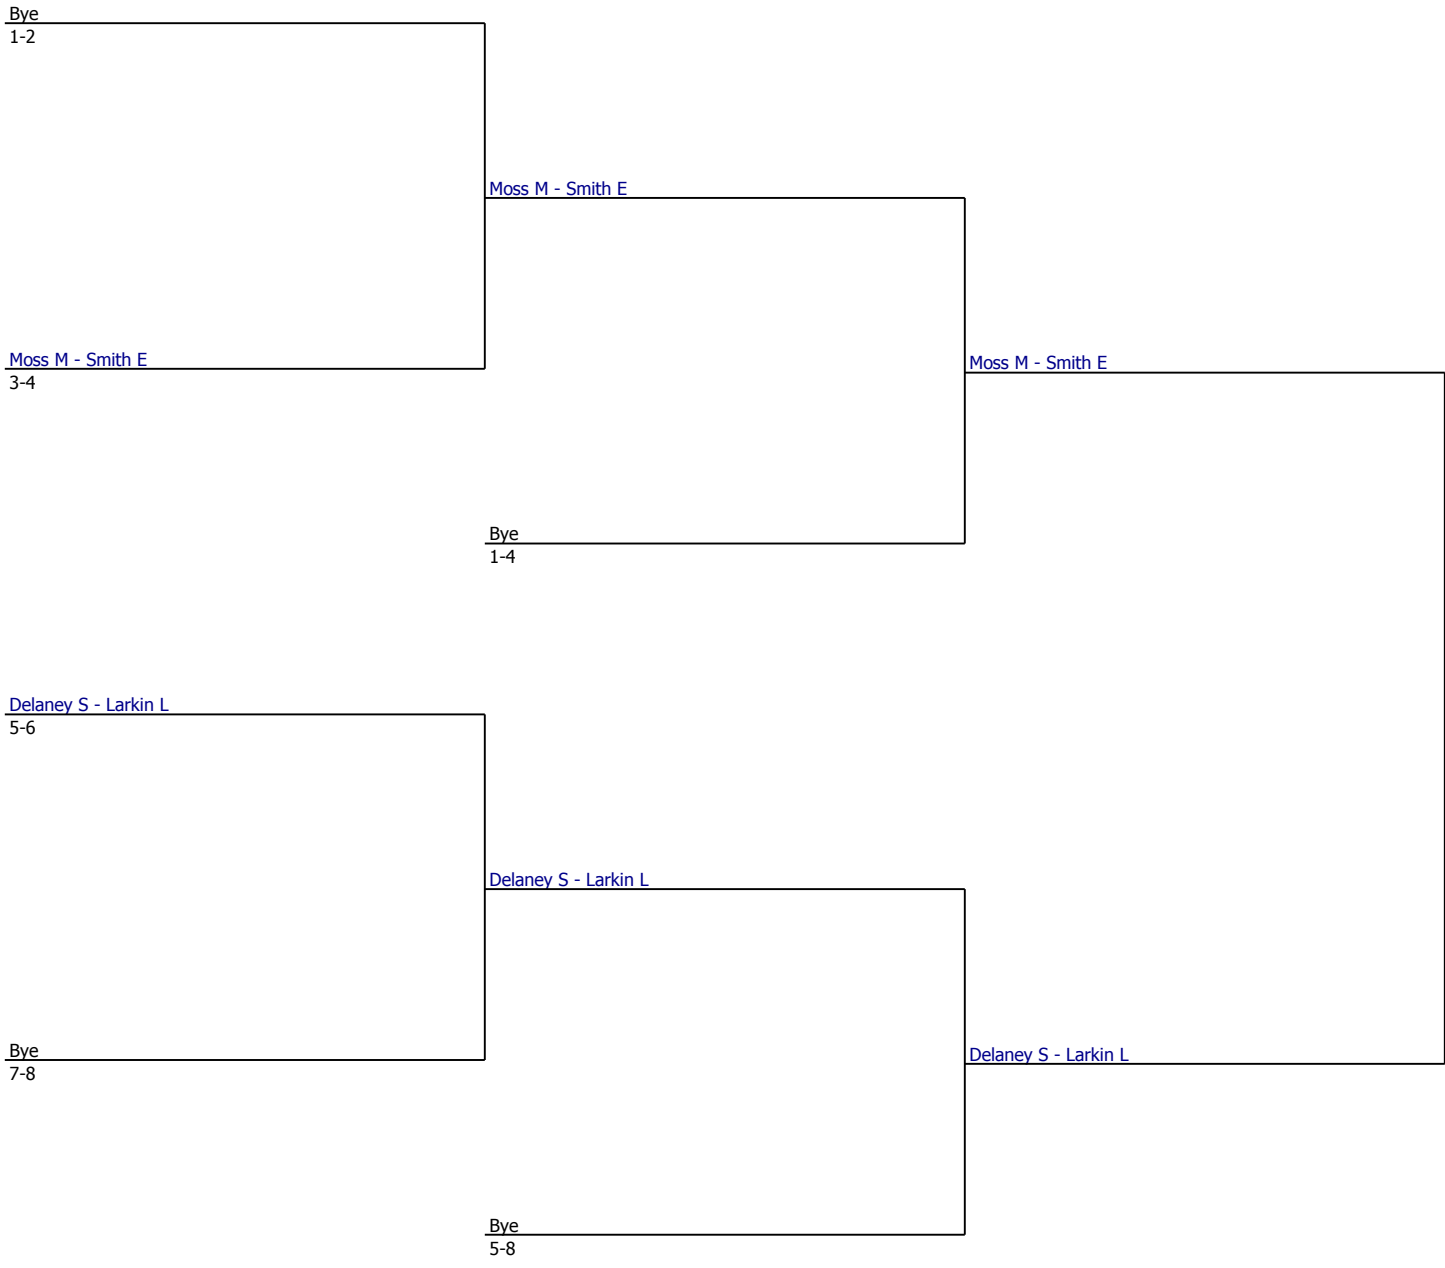 Bye
1-2
Moss M - Smith E
Moss M - Smith E
3-4
Moss M - Smith E
Bye
1-4
Delaney S - Larkin L
5-6
Delaney S - Larkin L
Bye
7-8
Delaney S - Larkin L
Bye
5-8